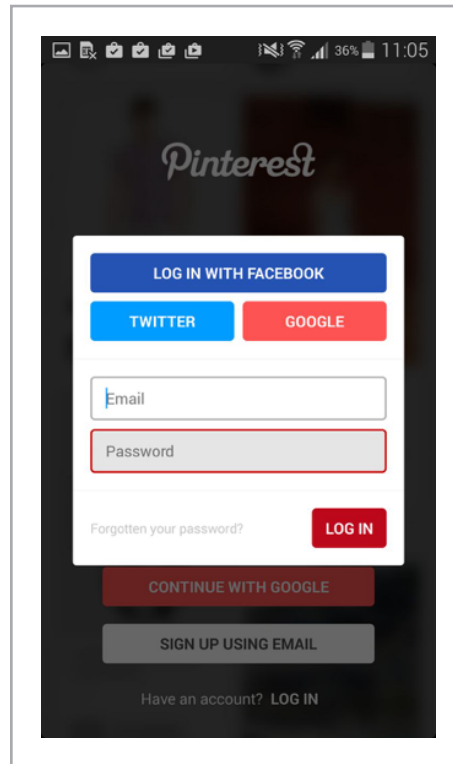 36% 11:05
Pinterest
LOG IN WITH FACEBOOK
TWITTER GOOGLE
Email
Password
Forgotten your password? LOG IN
CONTINUE WITH GOOGLE
SIGN UP USING EMAIL
Have an account? LOG IN